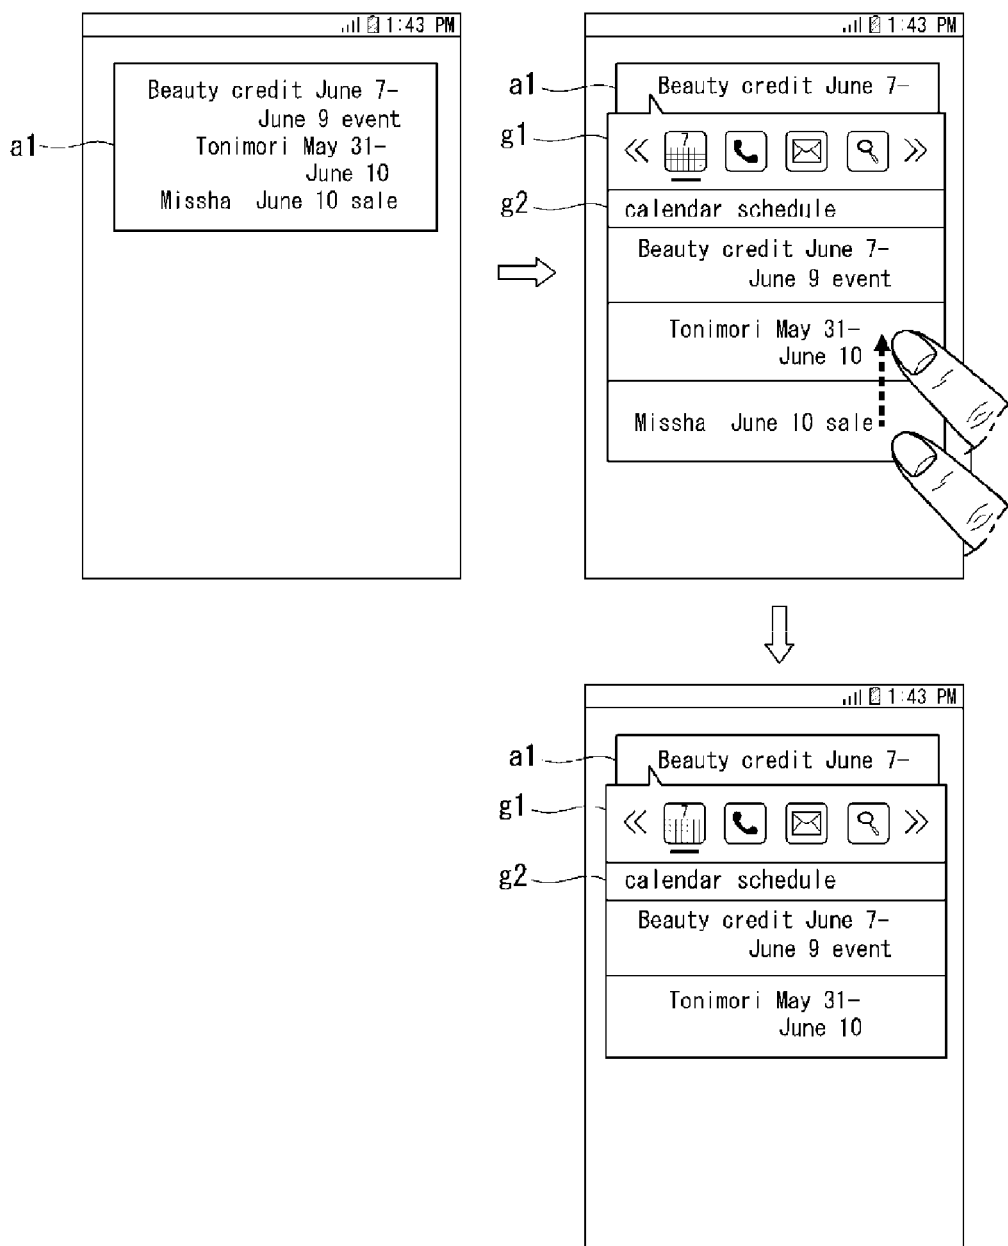 1:43 PM
a1
Beauty credit June 7-
June 9 event
Tonimori May 31-
June 10
Missha June 10 sale
1:43 PM
a1
Beauty credit June 7-
g1
7
g2
calendar schedule
Beauty credit June 7-
June 9 event
Tonimori May 31-
June 10
Missha June 10 sale
1:43 PM
a1
Beauty credit June 7-
g1
7
g2
calendar schedule
Beauty credit June 7-
June 9 event
Tonimori May 31-
June 10